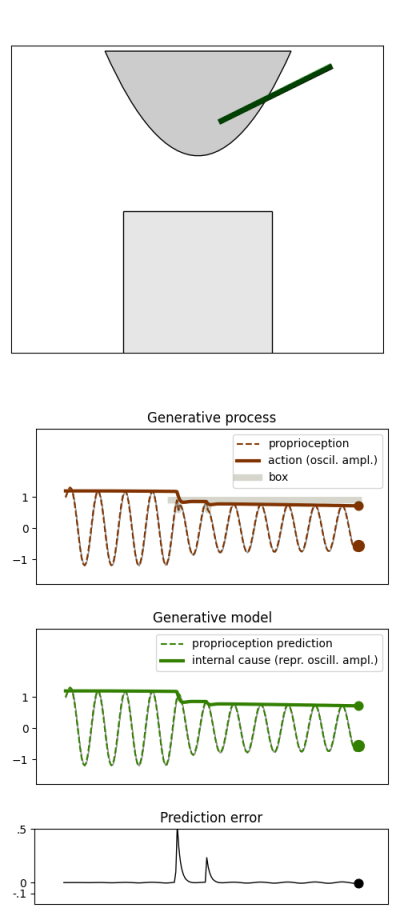 Generative process
proprioception
action (oscil. ampl.)
box
1
0
−1
Generative model
proprioception prediction
internal cause (repr. oscill. ampl.)
1
0
−1
Prediction error
.5
0
-.1